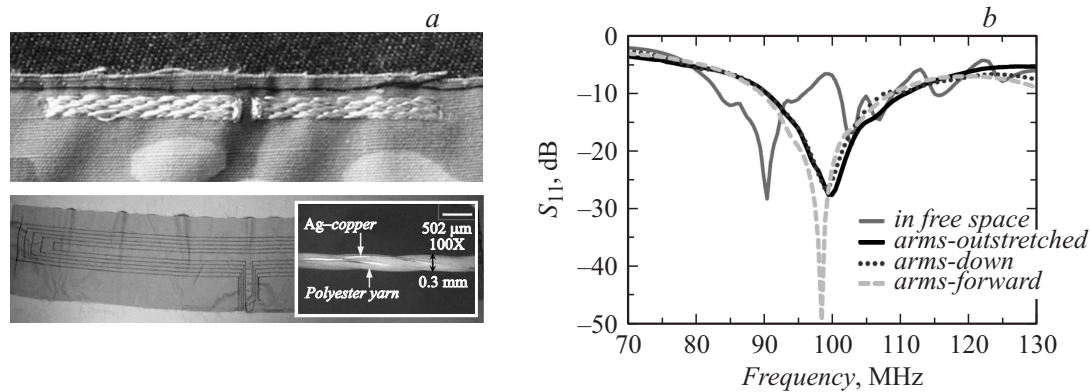 a
Ag–copper
Polyester yarn
502 μm
100X
0.3 mm
b
S11, dB
0
–10
–20
–30
–40
–50
in free space
arms-outstretched
arms-down
arms-forward
70 80 90 100 110 120 130
Frequency, MHz